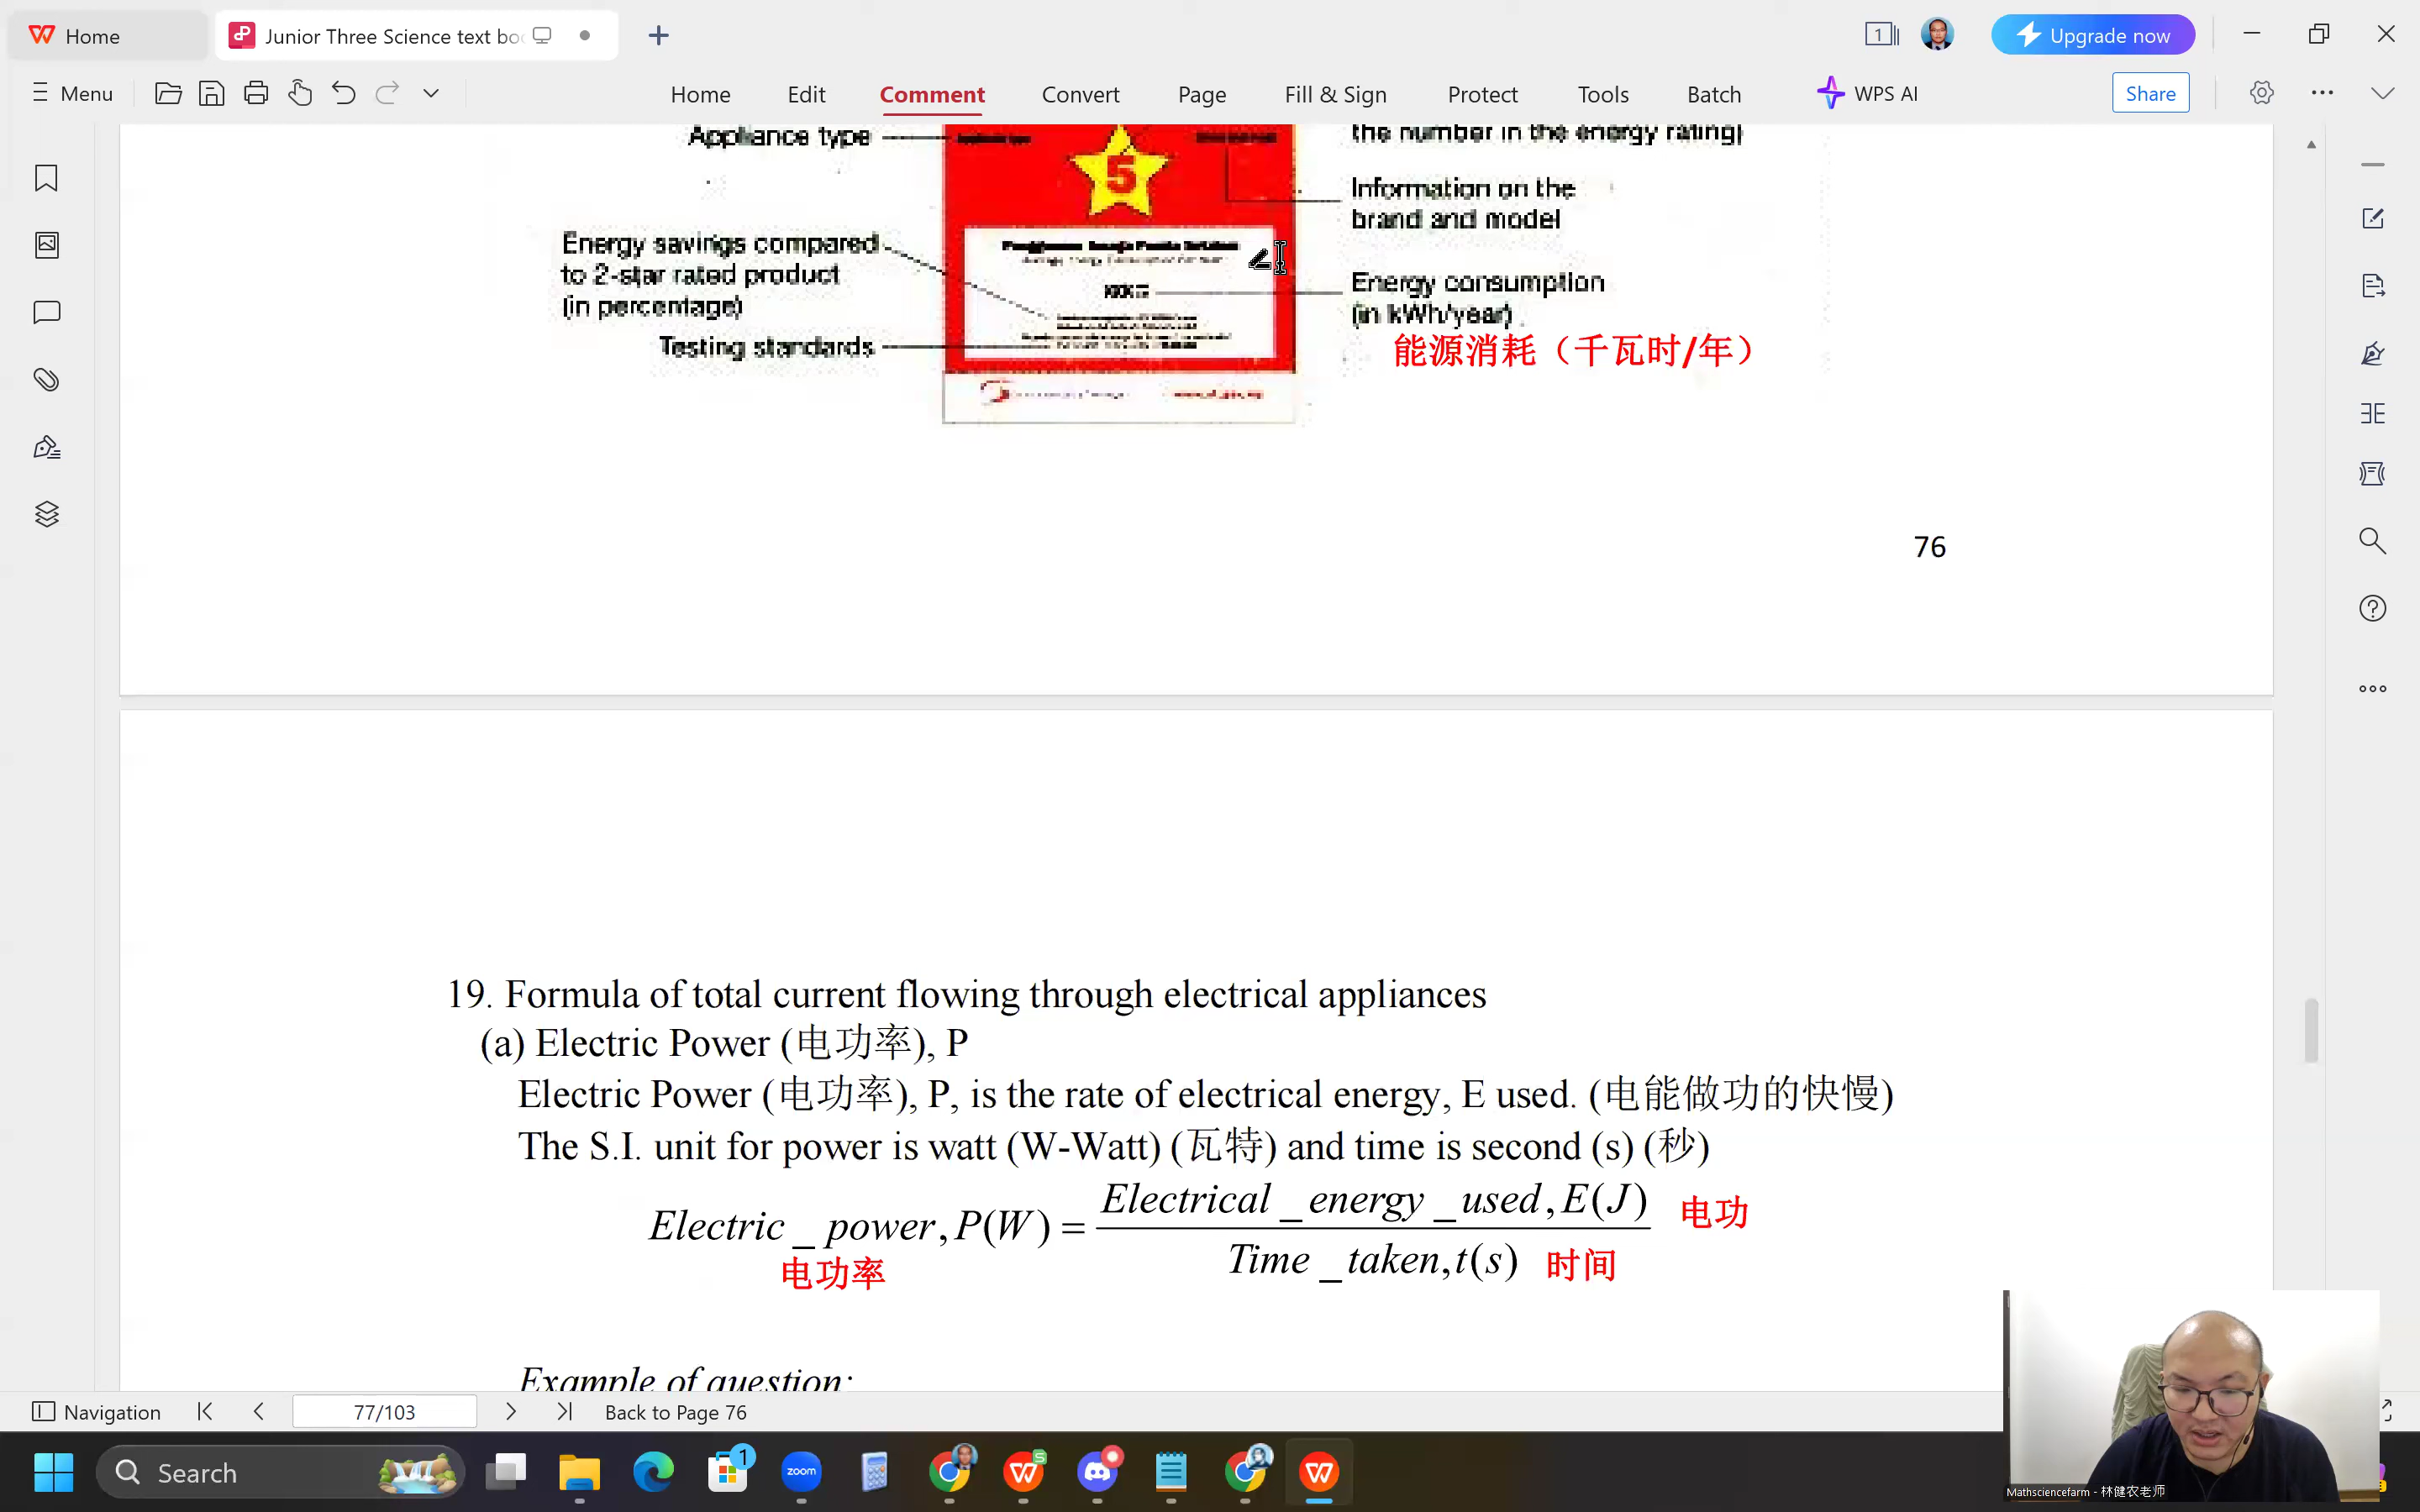 Home
Junior Three Science text boo
1
Upgrade now
Menu
Home Edit Comment Convert Page Fill & Sign Protect Tools Batch WPS AI Share
Appliance type
5
the number in the energy rating)
Information on the
brand and model
Energy savings compared
to 2-star rated product
(in percentage)
Energy consumption
(in kWh/year)
能源消耗（千瓦时/年）
Testing standards
76
19. Formula of total current flowing through electrical appliances
(a) Electric Power (电功率), P
Electric Power (电功率), P, is the rate of electrical energy, E used. (电能做功的快慢)
The S.I. unit for power is watt (W-Watt) (瓦特) and time is second (s) (秒)
Electric _ power, P(W) = Electrical _ energy _ used, E(J) 电功
Time _ taken, t(s) 时间
电功率
Example of question:
Navigation 77/103 Back to Page 76
Search
1
zoom
Mathsciencefarm - 林健农老师